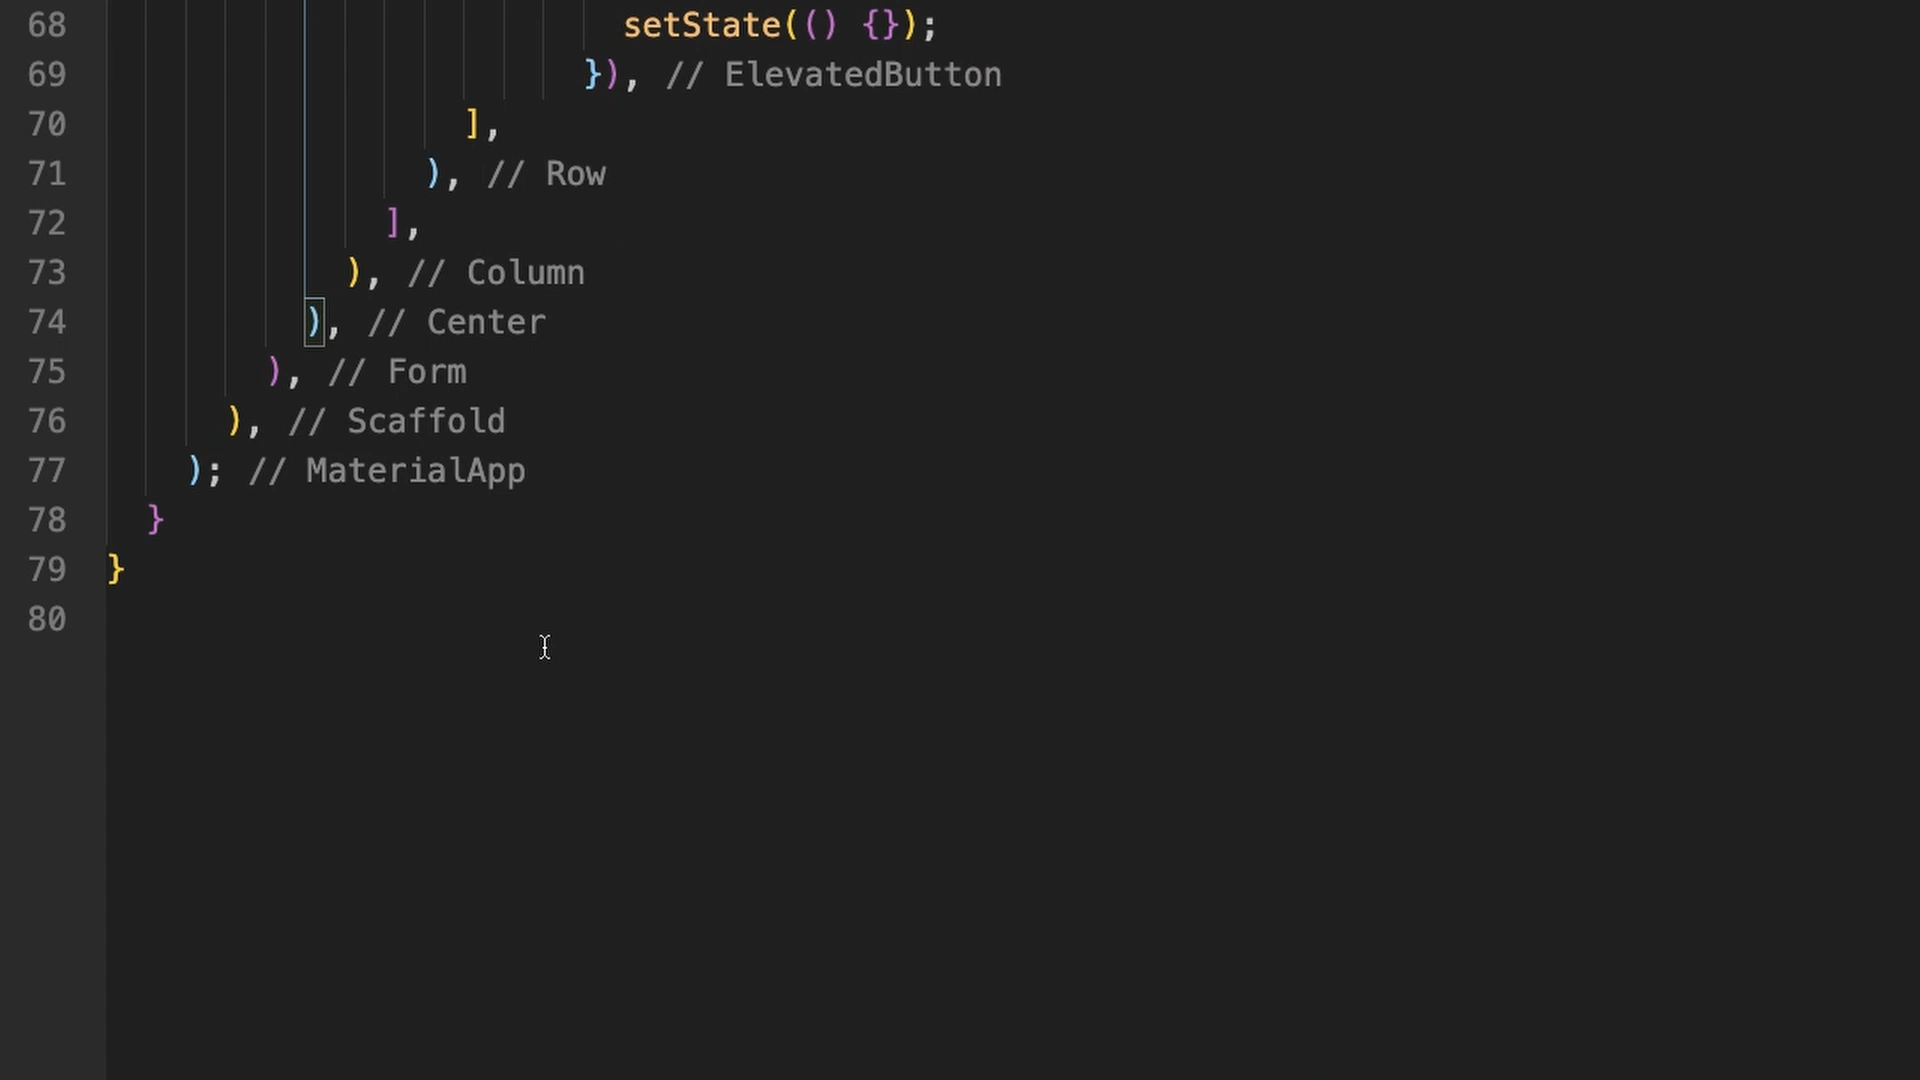 68 setState(() {});
69 }), // ElevatedButton
70 ],
71 ), // Row
72 ],
73 ), // Column
74 ), // Center
75 ), // Form
76 ), // Scaffold
77 ); // MaterialApp
78 }
79 }
80